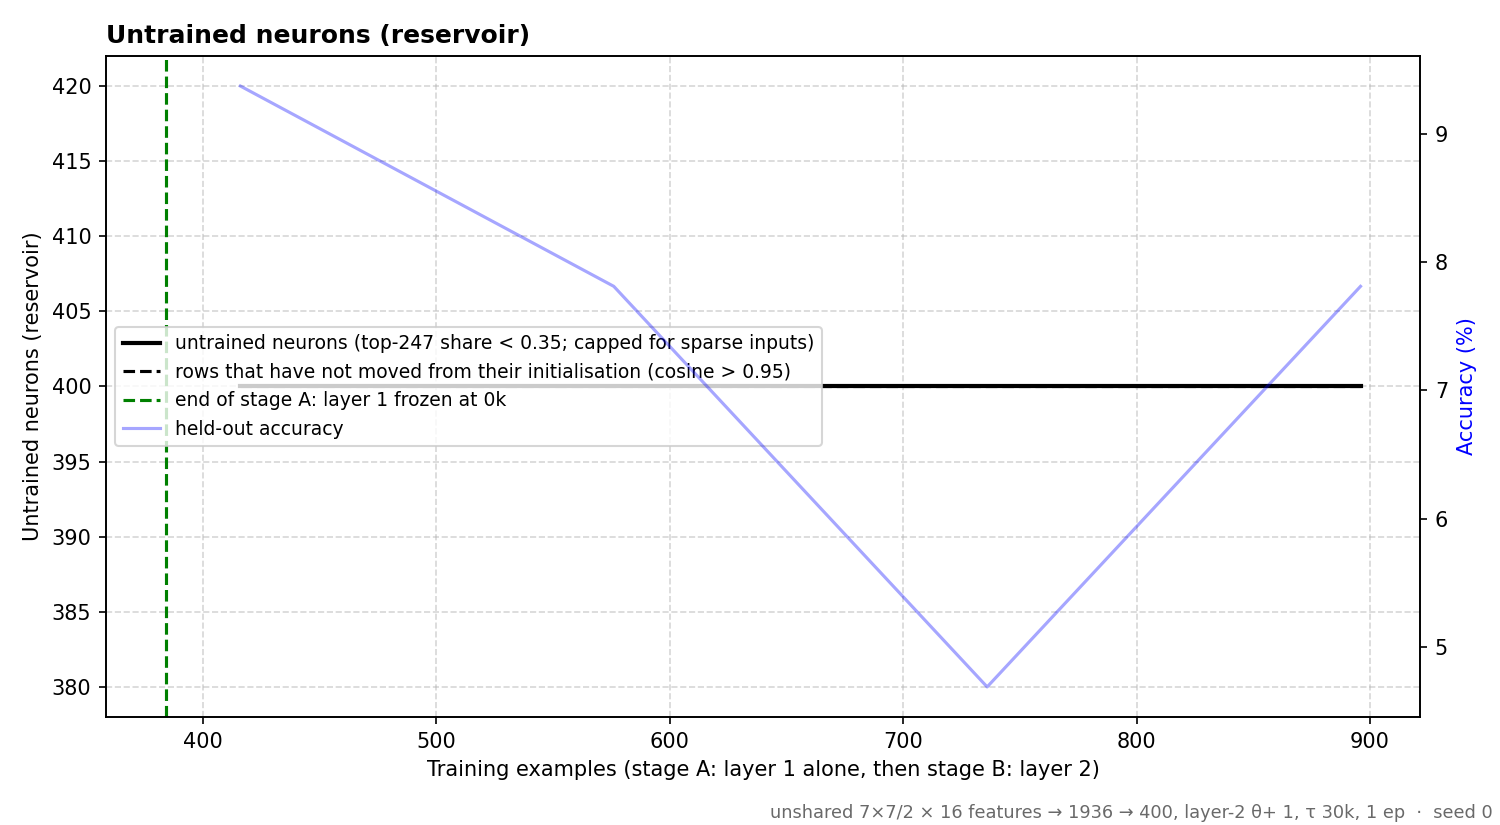 Untrained neurons (reservoir)
420
415
410
405
400
395
390
385
380
Untrained neurons (reservoir)
9
8
7
6
5
Accuracy (%)
untrained neurons (top-247 share < 0.35; capped for sparse inputs)
rows that have not moved from their initialisation (cosine > 0.95)
end of stage A: layer 1 frozen at 0k
held-out accuracy
400 500 600 700 800 900
Training examples (stage A: layer 1 alone, then stage B: layer 2)
unshared 7×7/2 × 16 features → 1936 → 400, layer-2 θ+ 1, τ 30k, 1 ep · seed 0